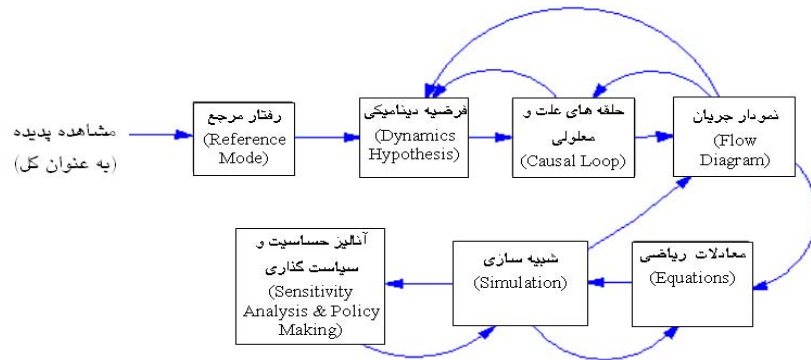 مشاهده پدیده
(به عنوان کل)
رفتار مرجع
(Reference
Mode)
فرضیه دینامیکی
(Dynamics
Hypothesis)
حلقه های علت و
معلولی
(Causal Loop)
نمودار جریان
(Flow
Diagram)
معادلات ریاضی
(Equations)
شبیه سازی
(Simulation)
آنالیز حساسیت و
سیاست گذاری
(Sensitivity
Analysis & Policy
Making)